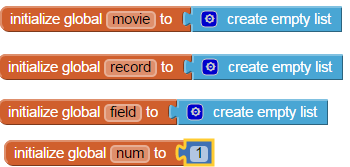 initialize global movie to create empty list
initialize global record to create empty list
initialize global field to create empty list
initialize global num to 1